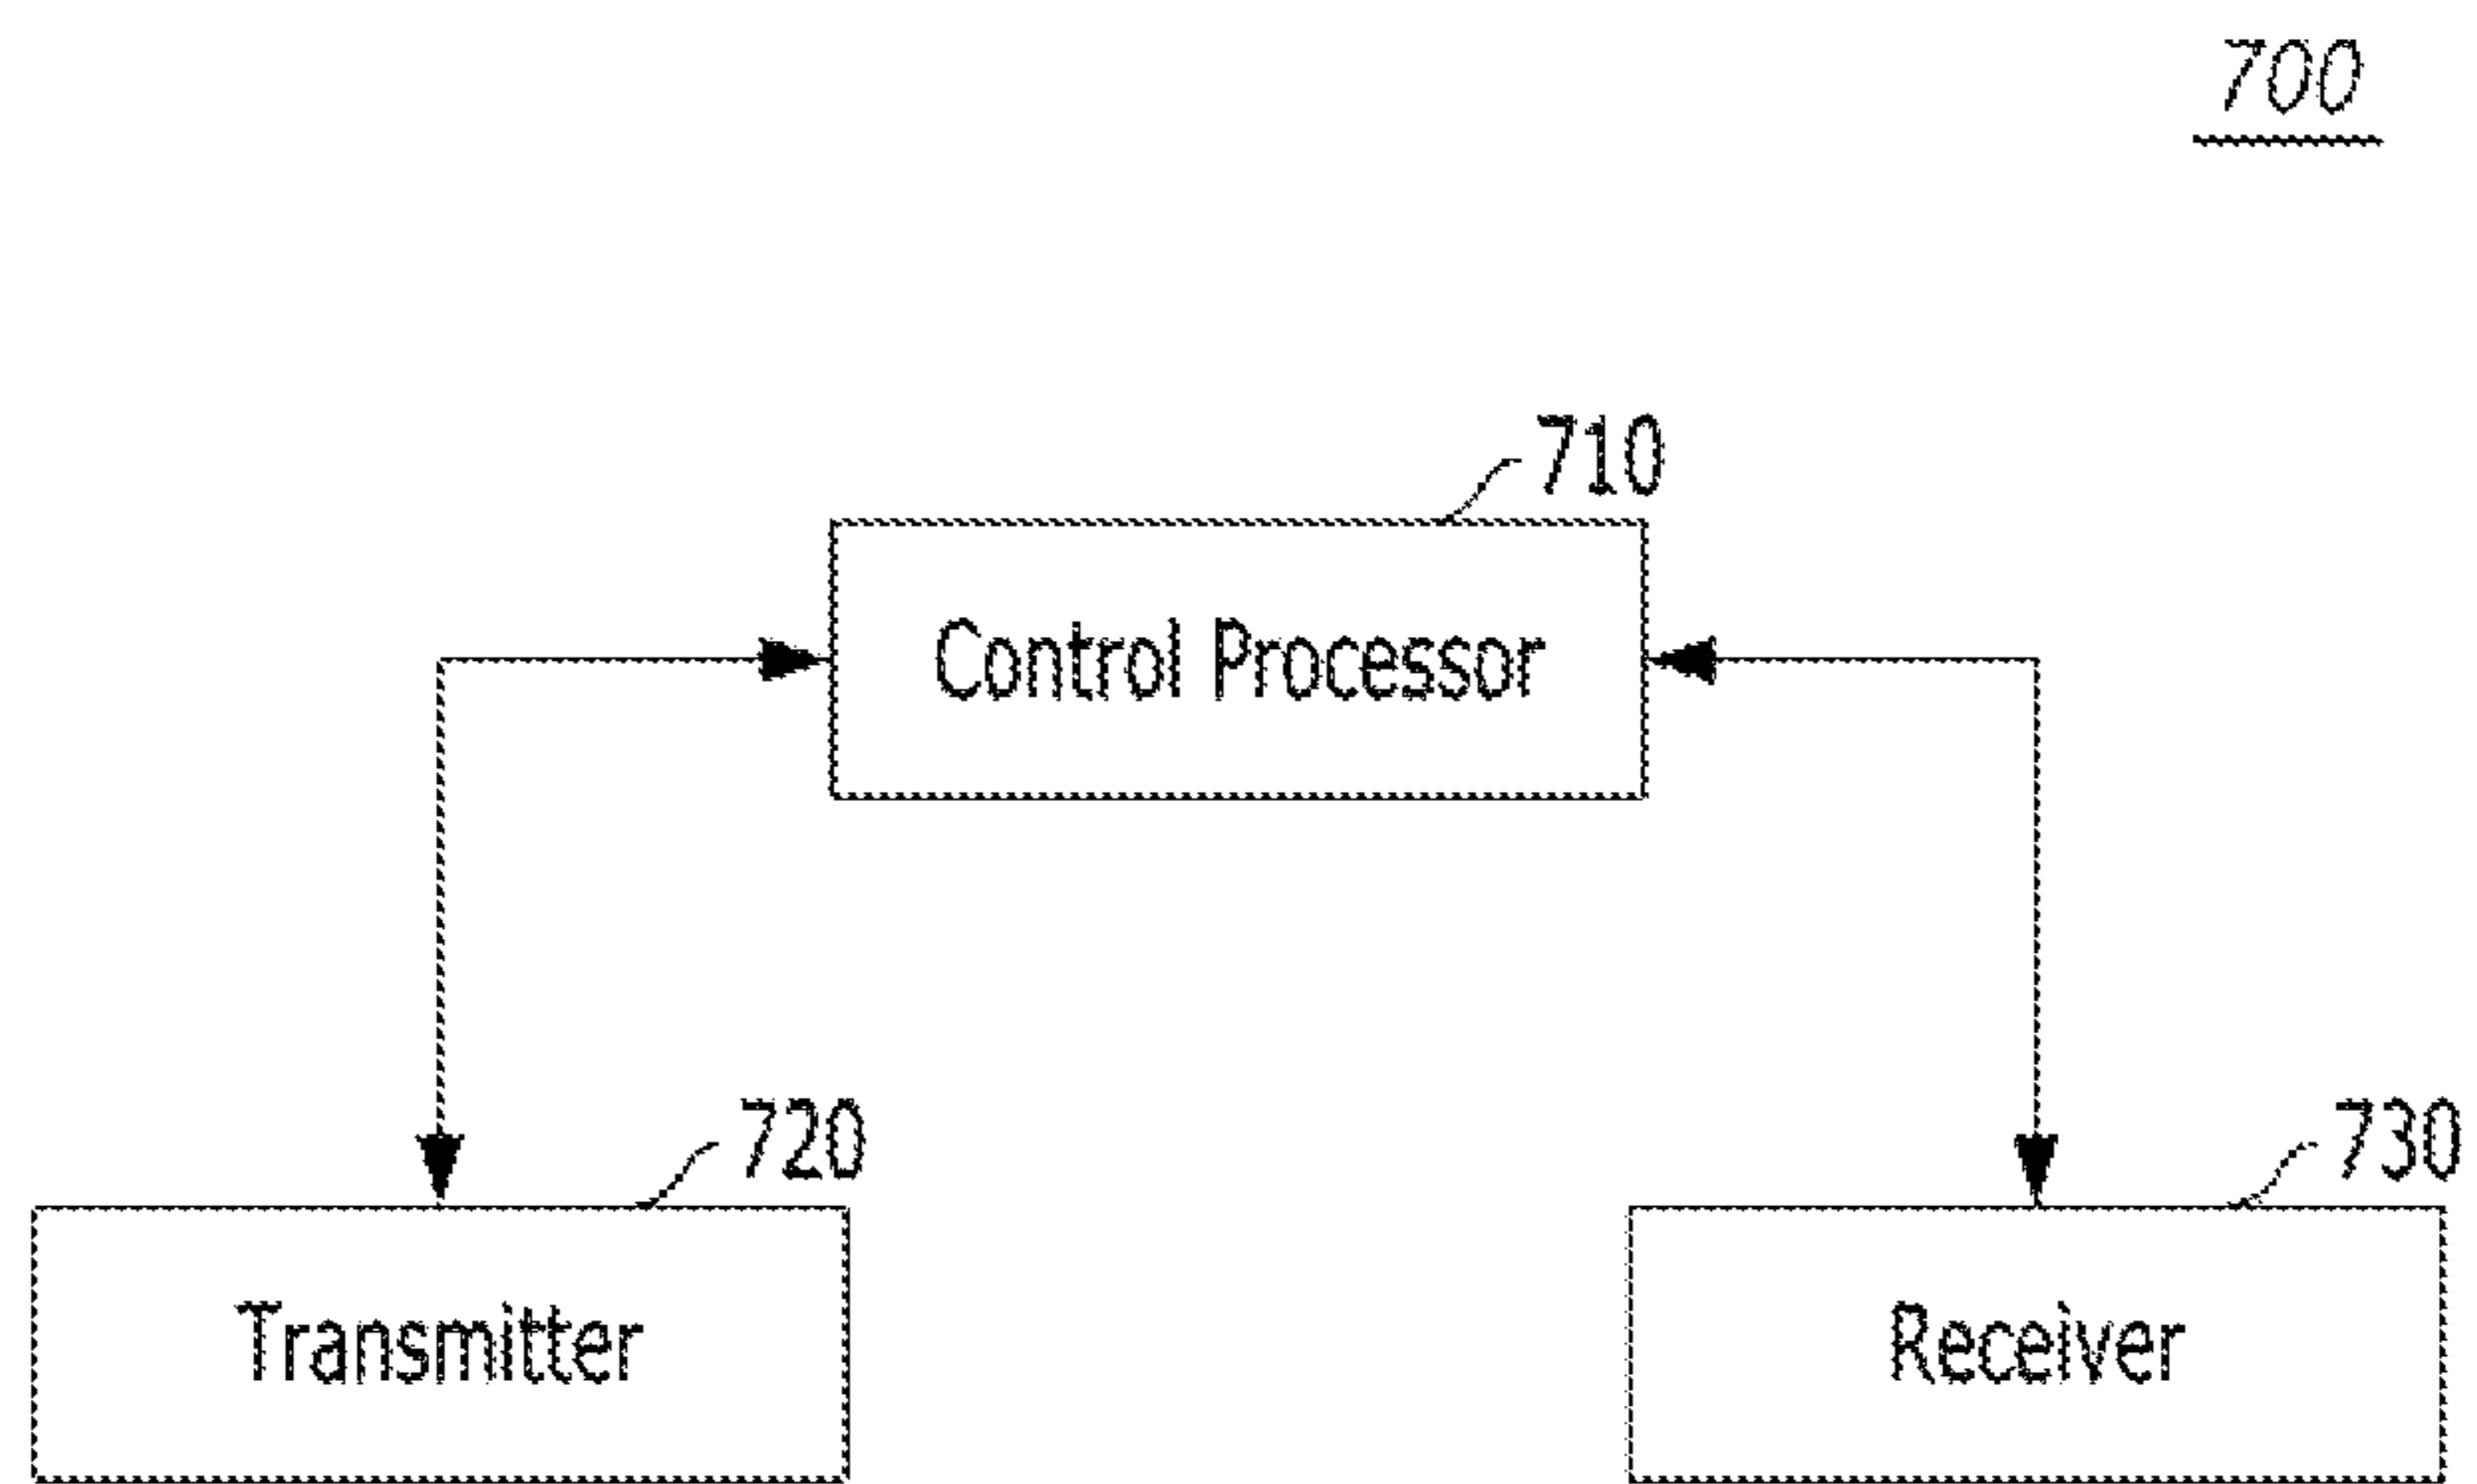 700
710
Control Processor
720
730
Transmitter
Receiver